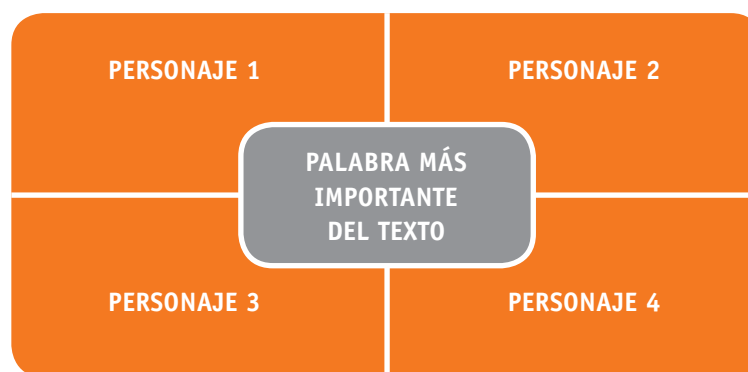 PERSONAJE 1
PERSONAJE 2
PALABRA MÁS
IMPORTANTE
DEL TEXTO
PERSONAJE 3
PERSONAJE 4